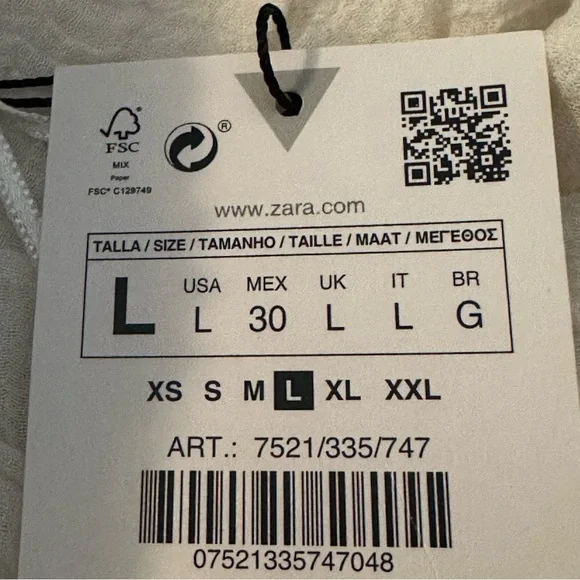 FSC
MIX
Paper
FSC® C129749
®
www.zara.com
TALLA / SIZE / TAMANHO / TAILLE / MAAT / ΜΕΓΕΘΟΣ
L USA MEX UK IT BR
L 30 L L G
XS S M L XL XXL
ART.: 7521/335/747
07521335747048